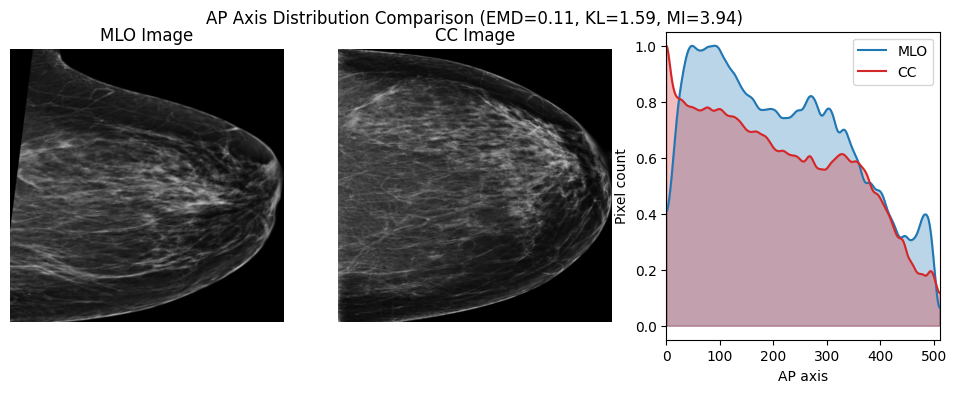 AP Axis Distribution Comparison (EMD=0.11, KL=1.59, MI=3.94)
MLO Image
CC Image
MLO
CC
1.0
0.8
0.6
0.4
0.2
0.0
Pixel count
0 100 200 300 400 500
AP axis